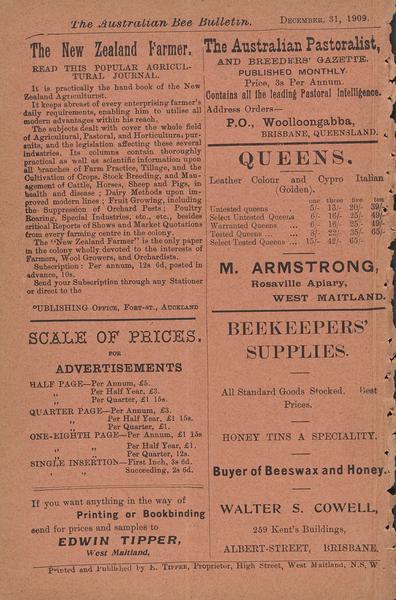 The Australian Bee Bulletin. DECEMBER, 31, 1909.
The New Zealand Farmer.
READ THIS POPULAR AGRICUL-
TURAL JOURNAL.
It is practically the hand book of the New
Zealand Agriculturist.
It keeps abreast of every enterprising farmer's
daily requirements, enabling him to utilise all
modern advantages within his reach.
The subjects dealt with cover the whole field
of Agricultural, Pastoral, and Horticultural pur-
suits, and the legislation affecting these several
industries. Its columns contain thoroughly
practical as well as scientific information upon
all branches of Farm Practice, Tillage, and the
Cultivation of Crops, Stock Breeding, and Man-
agement of Cattle, Horses, Sheep and Pigs, in
health and disease; Dairy Methods upon im-
proved modern lines; Fruit Growing, including
the Suppression of Orchard Pests; Poultry
Rearing, Special Industries, etc., etc., besides
critical Reports of Shows and Market Quotations
from every farming centre in the colony.
The "New Zealand Farmer" is the only paper
in the colony wholly devoted to the interests of
Farmers, Wool Growers, and Orchardists.
Subscription: Per annum, 12s 6d, posted in
advance, 10s.
Send your Subscription through any Stationer
or direct to the
PUBLISHING OFFICE, FORT-ST., AUCKLAND
SCALE OF PRICES.
FOR
ADVERTISEMENTS
HALF PAGE—Per Annum, £5.
„ Per Half Year, £3.
„ Per Quarter, £1 15s.
QUARTER PAGE—Per Annum, £3.
„ Per Half Year, £1 15s.
„ Per Quarter, £1.
ONE-EIGHTH PAGE—Per Annum, £1 15s
„ „ Per Half Year, £1.
„ „ Per Quarter, 12s.
SINGLE INSERTION—First Inch, 3s 6d.
„ „ Succeeding, 2s 6d.
If you want anything in the way of
Printing or Bookbinding
send for prices and samples to
EDWIN TIPPER,
West Maitland,
The Australian Pastoralist,
AND BREEDERS' GAZETTE.
PUBLISHED MONTHLY
Price, 3s Per Annum.
Contains all the leading Pastoral Intelligence.
Address Orders—
P.O., Woolloongabba,
BRISBANE, QUEENSLAND.
QUEENS.
Leather Colour and Cypro Italian
(Golden).
one three five ten
Untested queens ... 5/- 13/- 20/- 39/-
Select Untested Queens 6/- 16/- 25/- 49/-
Warranted Queens ... 6/- 16/- 25/- 49/-
Tested Queens ... 8/- 22/- 35/- 65/-
Select Tested Queens ... 15/- 42/- 65/-
M. ARMSTRONG,
Rosaville Apiary,
WEST MAITLAND.
BEEKEEPERS'
SUPPLIES.
All Standard Goods Stocked. Best
Prices.
HONEY TINS A SPECIALITY.
Buyer of Beeswax and Honey.
WALTER S. COWELL,
259 Kent's Buildings,
ALBERT-STREET, BRISBANE.
Printed and Published by E. TIPPER, Proprietor, High Street, West Maitland, N.S.W